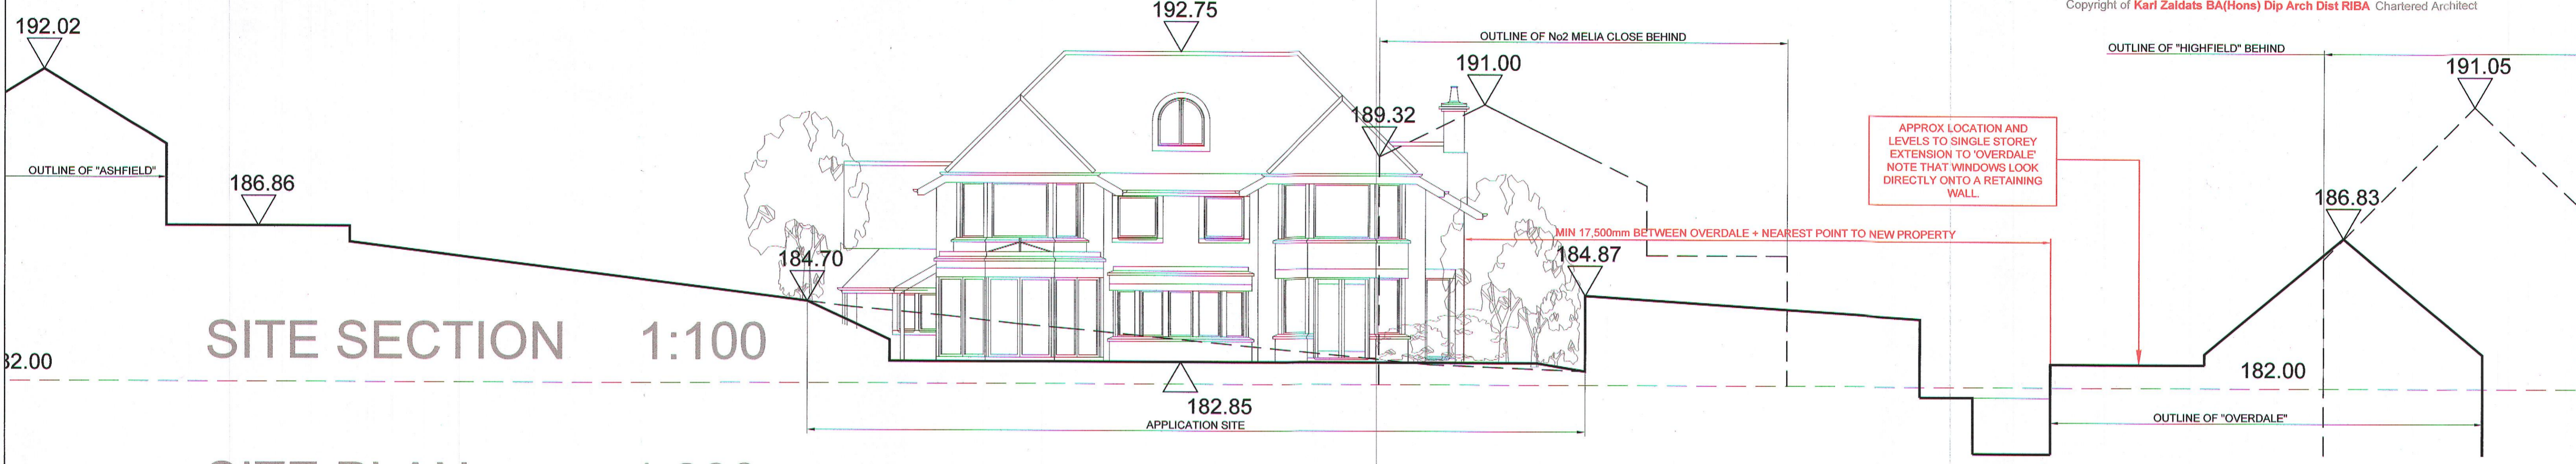 Copyright of Karl Zaldats BA(Hons) Dip Arch Dist RIBA Chartered Architect
192.02
192.75
OUTLINE OF No2 MELIA CLOSE BEHIND
OUTLINE OF "HIGHFIELD" BEHIND
191.00
191.05
189.32
APPROX LOCATION AND
LEVELS TO SINGLE STOREY
EXTENSION TO 'OVERDALE'
NOTE THAT WINDOWS LOOK
DIRECTLY ONTO A RETAINING
WALL.
OUTLINE OF "ASHFIELD"
186.86
186.83
MIN 17,500mm BETWEEN OVERDALE + NEAREST POINT TO NEW PROPERTY
184.70
184.87
SITE SECTION 1:100
32.00
182.00
182.85
APPLICATION SITE
OUTLINE OF "OVERDALE"